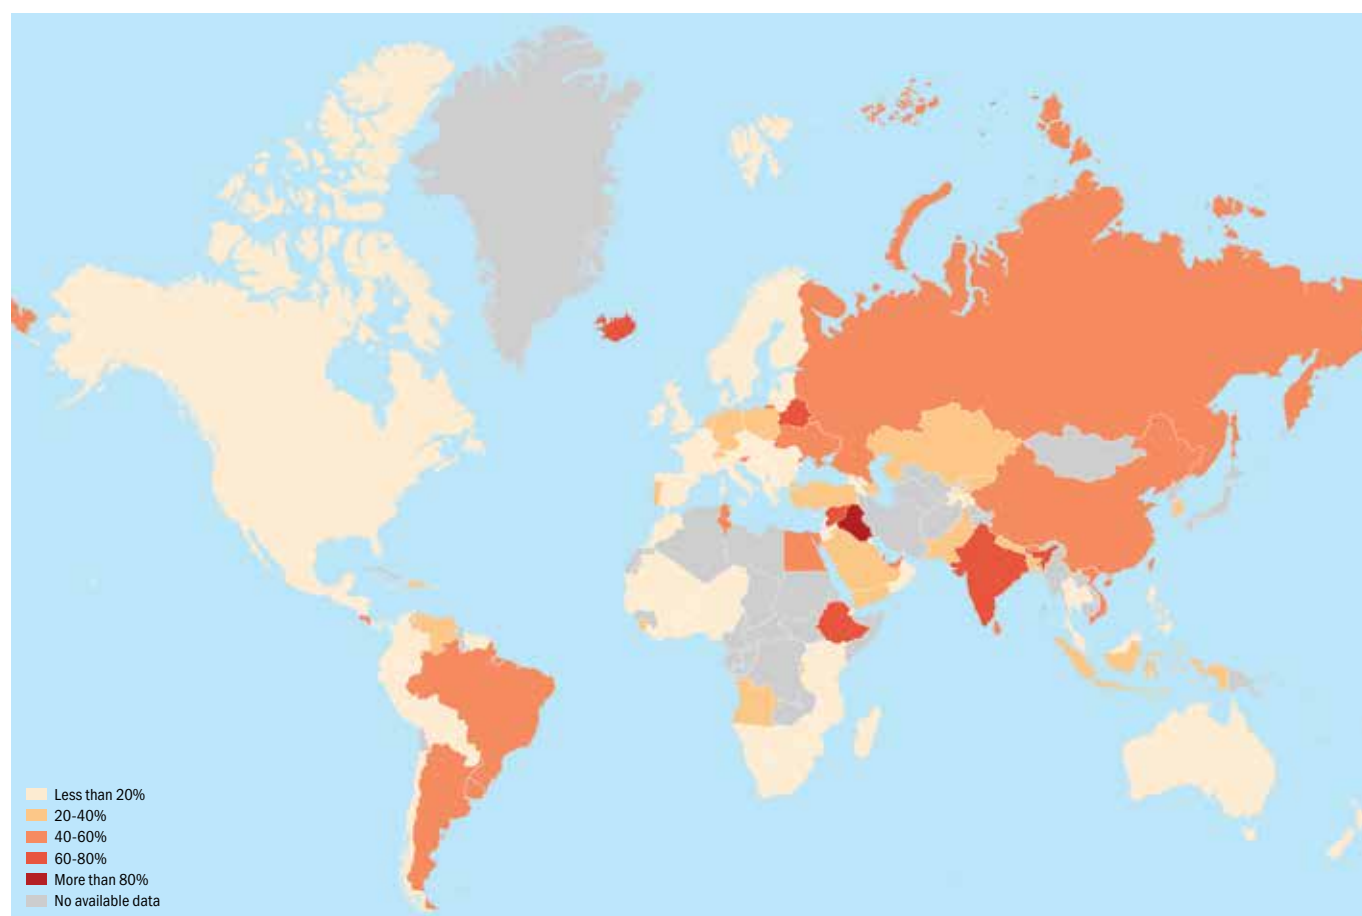 Less than 20%
20-40%
40-60%
60-80%
More than 80%
No available data